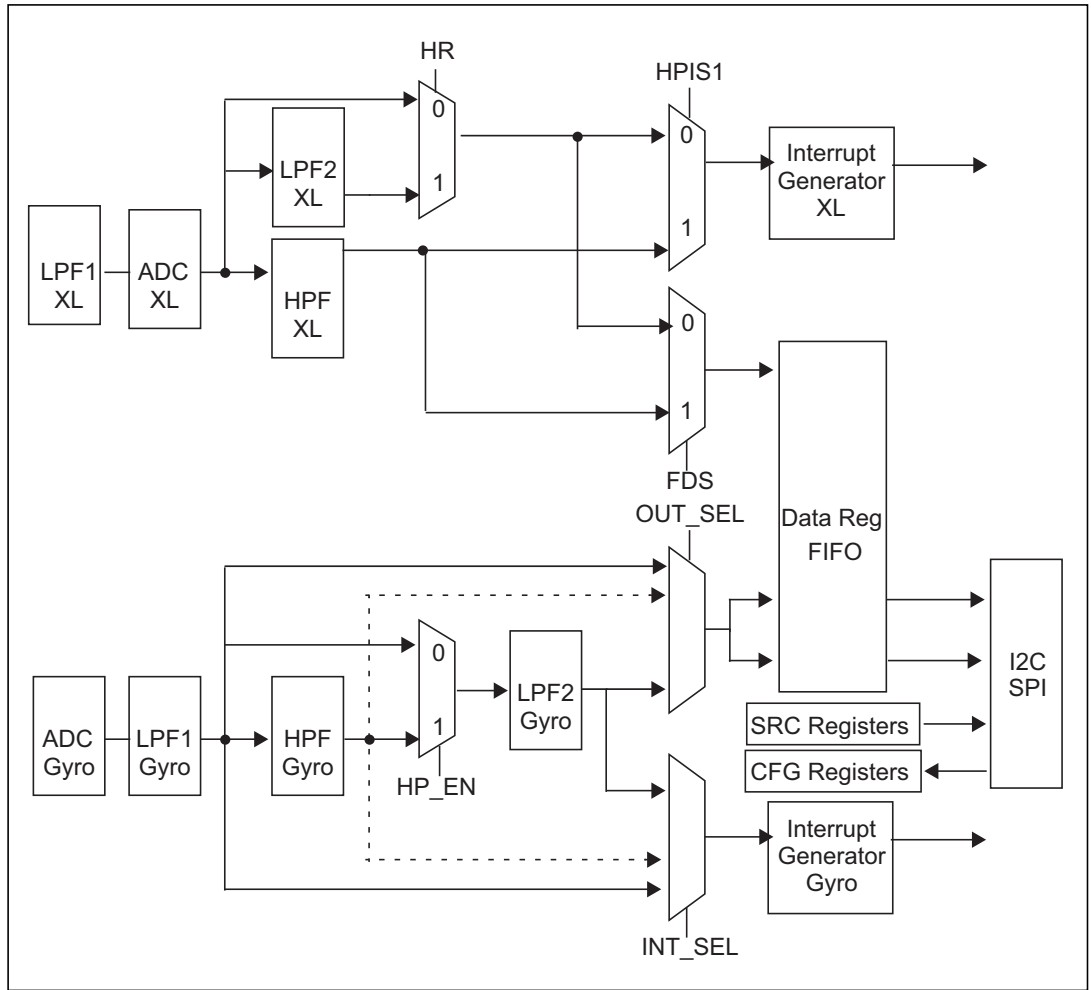 HR
HPIS1
0
1
LPF2
XL
0
1
Interrupt
Generator
XL
LPF1
XL
ADC
XL
HPF
XL
0
1
FDS
OUT_SEL
Data Reg
FIFO
0
1
HP_EN
LPF2
Gyro
I2C
SPI
ADC
Gyro
LPF1
Gyro
HPF
Gyro
SRC Registers
CFG Registers
Interrupt
Generator
Gyro
INT_SEL